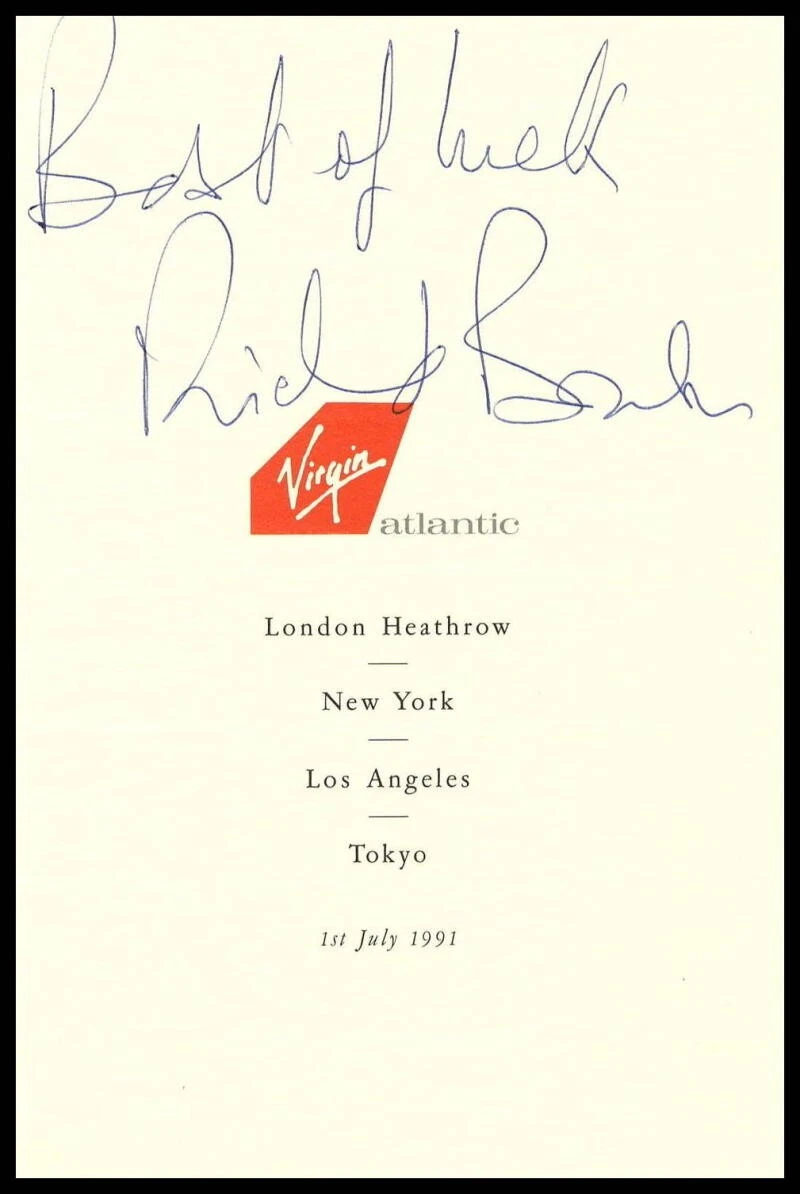 Best of luck
Richard Branson
Virgin
atlantic
London Heathrow
New York
Los Angeles
Tokyo
1st July 1991